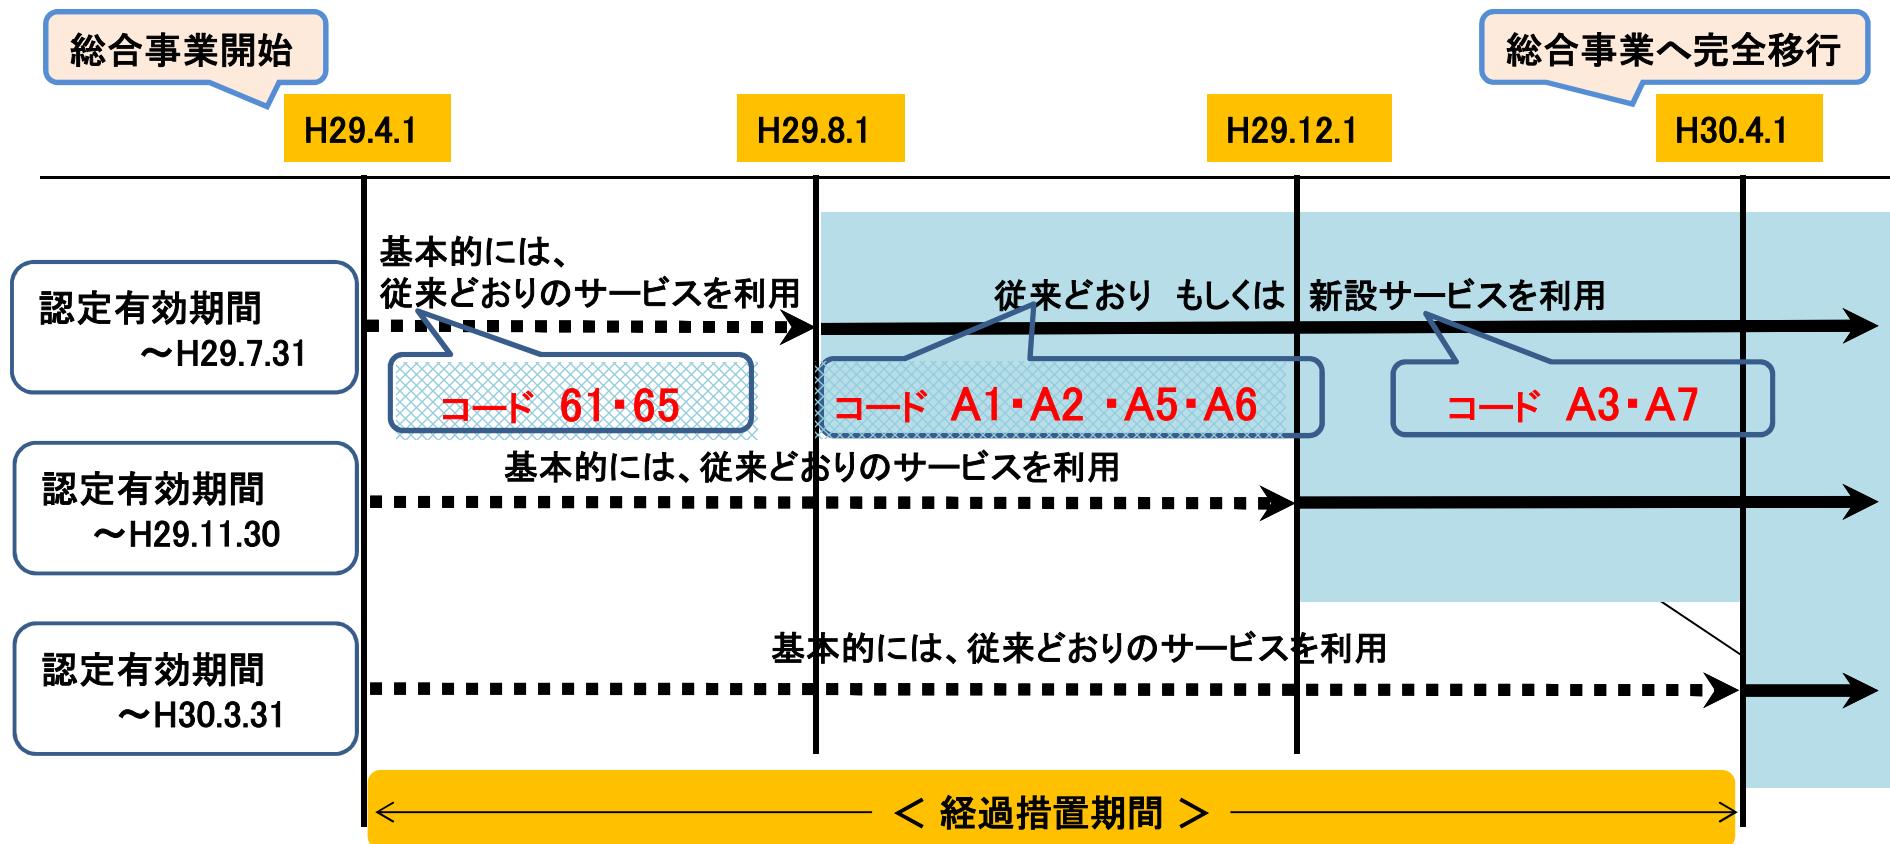 総合事業開始
総合事業へ完全移行
H29.4.1
H29.8.1
H29.12.1
H30.4.1
認定有効期間
～H29.7.31
基本的には、
従来どおりのサービスを利用
従来どおり もしくは 新設サービスを利用
コード 61・65
コード A1・A2 ・A5・A6
コード A3・A7
認定有効期間
～H29.11.30
基本的には、従来どおりのサービスを利用
認定有効期間
～H30.3.31
基本的には、従来どおりのサービスを利用
＜ 経過措置期間 ＞